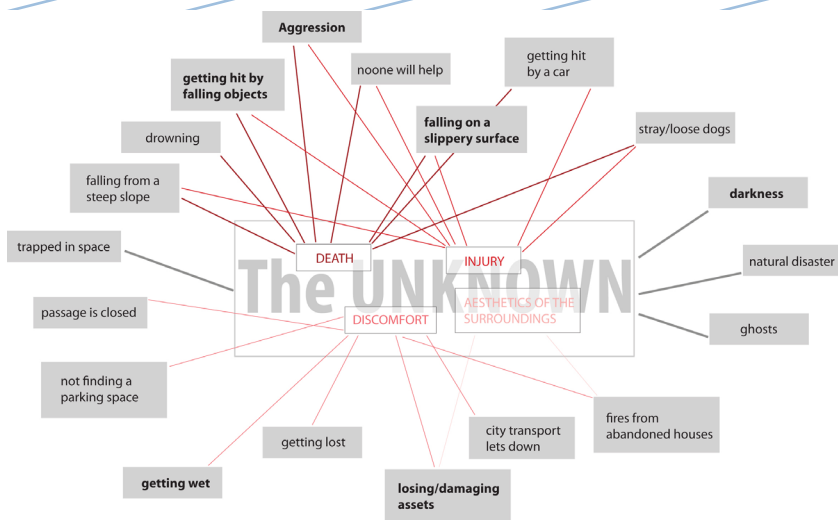 Aggression
getting hit by
falling objects
noone will help
getting hit
by a car
drowning
falling on a
slippery surface
stray/loose dogs
falling from a
steep slope
darkness
trapped in space
DEATH
INJURY
natural disaster
The UNKNOWN
passage is closed
DISCOMFORT
AESTHETICS OF THE
SURROUNDINGS
ghosts
not finding a
parking space
getting lost
city transport
lets down
fires from
abandoned houses
getting wet
losing/damaging
assets